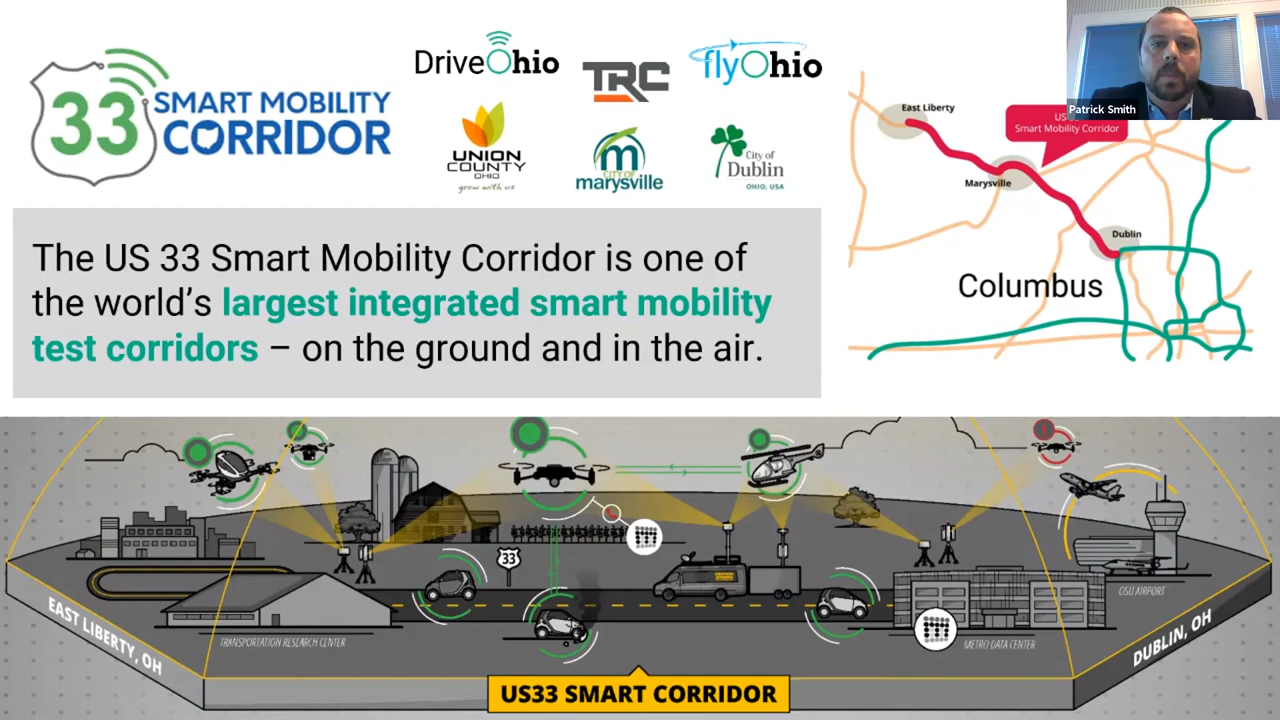 33
SMART MOBILITY
CORRIDOR
DriveOhio
TRC
flyOhio
UNION
COUNTY
OHIO
grow with us
m
CITY OF
marysville
City of
Dublin
OHIO, USA
Patrick Smith
East Liberty
US
Smart Mobility Corridor
Marysville
Dublin
Columbus
The US 33 Smart Mobility Corridor is one of
the world's largest integrated smart mobility
test corridors – on the ground and in the air.
33
EAST LIBERTY, OH
TRANSPORTATION RESEARCH CENTER
METRO DATA CENTER
OSU AIRPORT
DUBLIN, OH
US33 SMART CORRIDOR